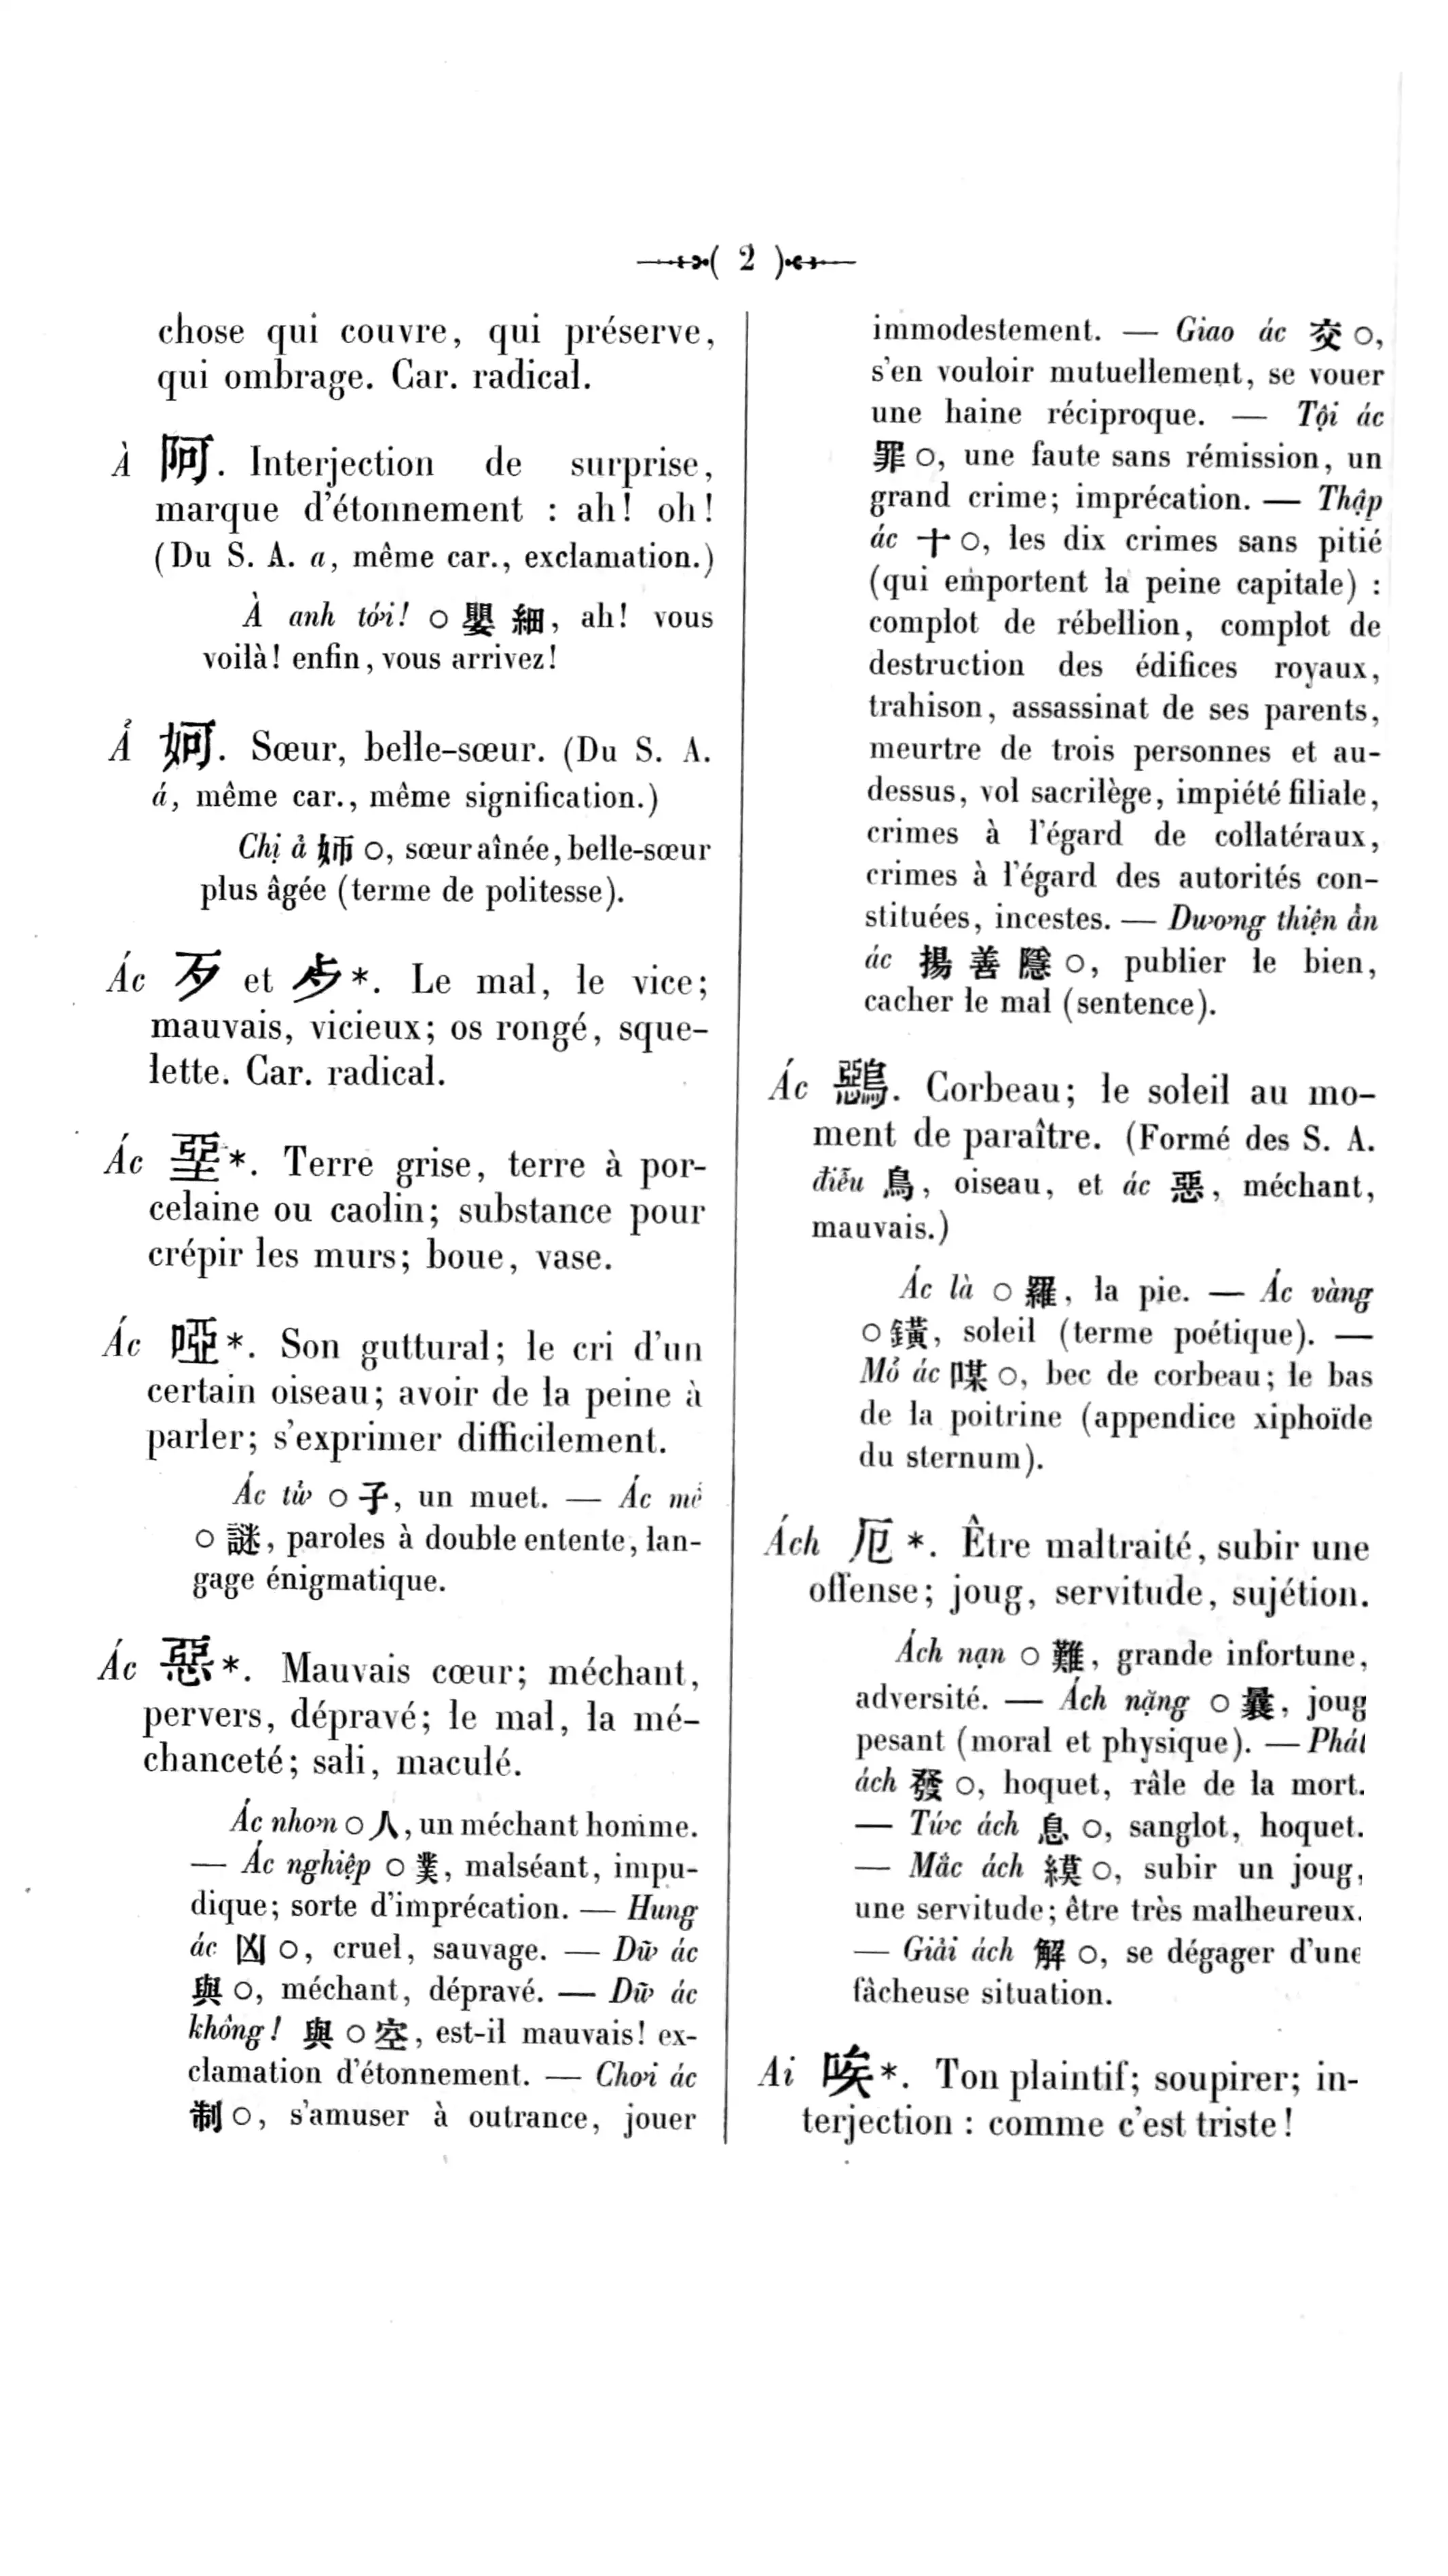 ( 2 )
chose qui couvre, qui préserve,
qui ombrage. Car. radical.
À 阿. Interjection de surprise,
marque d'étonnement : ah! oh!
(Du S. A. a, même car., exclamation.)
À anh tới! ○ 嬰 細, ah! vous
voilà! enfin, vous arrivez!
Ả 妸. Sœur, belle-sœur. (Du S. A.
á, même car., même signification.)
Chị ả 姉 ○, sœur aînée, belle-sœur
plus âgée (terme de politesse).
Ác 歹 et 歺 *. Le mal, le vice;
mauvais, vicieux; os rongé, sque-
lette. Car. radical.
Ác 堊 *. Terre grise, terre à por-
celaine ou caolin; substance pour
crépir les murs; boue, vase.
Ác 啞 *. Son guttural; le cri d'un
certain oiseau; avoir de la peine à
parler; s'exprimer difficilement.
Ác tử ○ 子, un muet. — Ác mê
○ 謎, paroles à double entente, lan-
gage énigmatique.
Ác 惡 *. Mauvais cœur; méchant,
pervers, dépravé; le mal, la mé-
chanceté; sali, maculé.
Ác nhơn ○ 人, un méchant homme.
— Ác nghiệp ○ 業, malséant, impu-
dique; sorte d'imprécation. — Hung
ác 凶 ○, cruel, sauvage. — Dữ ác
與 ○, méchant, dépravé. — Dữ ác
không! 與 ○ 空, est-il mauvais! ex-
clamation d'étonnement. — Chơi ác
制 ○, s'amuser à outrance, jouer
immodestement. — Giao ác 交 ○,
s'en vouloir mutuellement, se vouer
une haine réciproque. — Tội ác
罪 ○, une faute sans rémission, un
grand crime; imprécation. — Thập
ác 十 ○, les dix crimes sans pitié
(qui emportent la peine capitale) :
complot de rébellion, complot de
destruction des édifices royaux,
trahison, assassinat de ses parents,
meurtre de trois personnes et au-
dessus, vol sacrilège, impiété filiale,
crimes à l'égard de collatéraux,
crimes à l'égard des autorités con-
stituées, incestes. — Dương thiện ẩn
ác 揚 善 隱 ○, publier le bien,
cacher le mal (sentence).
Ác 𪆴. Corbeau; le soleil au mo-
ment de paraître. (Formé des S. A.
điểu 鳥, oiseau, et ác 惡, méchant,
mauvais.)
Ác là ○ 羅, la pie. — Ác vàng
○ 鐄, soleil (terme poétique). —
Mỏ ác 㖼 ○, bec de corbeau; le bas
de la poitrine (appendice xiphoïde
du sternum).
Ách 厄 *. Être maltraité, subir une
offense; joug, servitude, sujétion.
Ách nạn ○ 難, grande infortune,
adversité. — Ách nặng ○ 曩, joug
pesant (moral et physique). — Phát
ách 發 ○, hoquet, râle de la mort.
— Tức ách 息 ○, sanglot, hoquet.
— Mắc ách 縸 ○, subir un joug,
une servitude; être très malheureux.
— Giải ách 解 ○, se dégager d'une
fâcheuse situation.
Ai 唉 *. Ton plaintif; soupirer; in-
terjection : comme c'est triste!